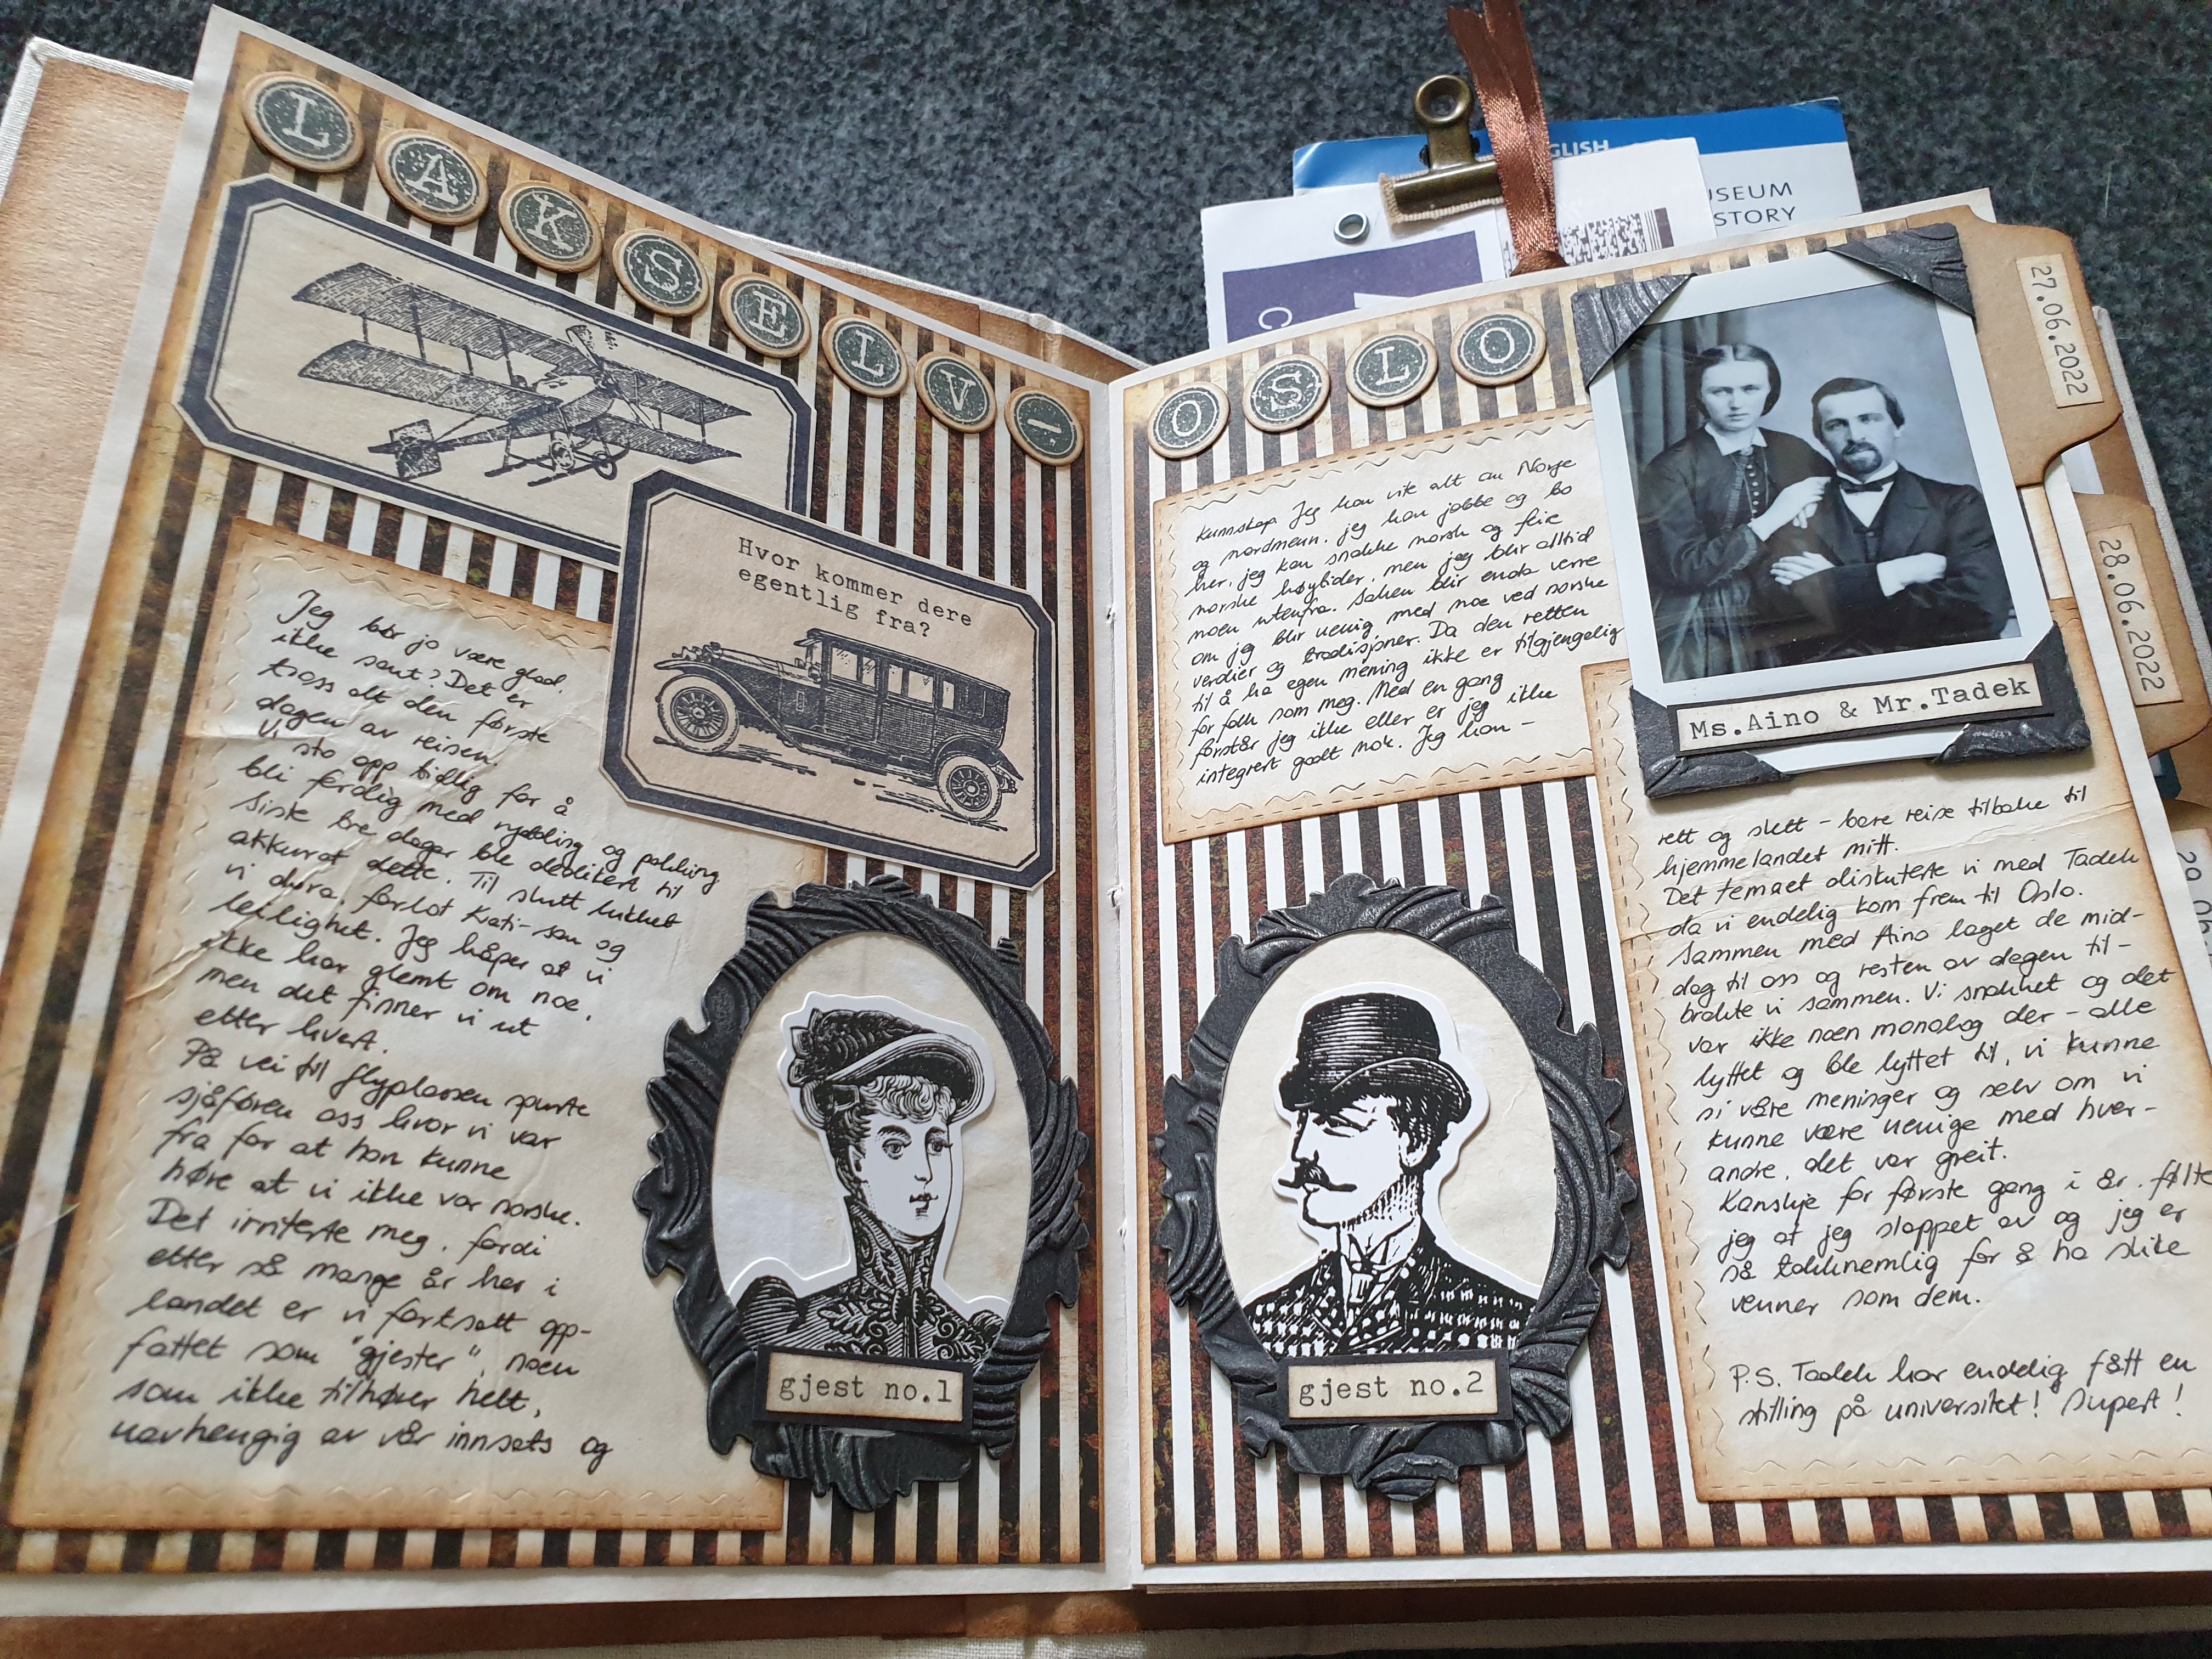 LAKSELV-
Hvor kommer dere
egentlig fra?
Jeg bør jo være glad,
ikke sant? Det er
tross alt den første
dagen av reisen.
Vi sto opp tidlig for å
bli ferdig med rydding og pakking
Siste tre dager ble dedikert til
akkurat dette. Til slutt lukket
vi døra, forlot Kati-san og
leilighet. Jeg håper at vi
ikke har glemt om noe,
men det finner vi ut
etter hvert.
På vei til flyplassen spurte
sjåføren oss hvor vi var
fra for at han kunne
høre at vi ikke var norske.
Det irriterte meg, fordi
etter så mange år her i
landet er vi fortsatt opp-
fattet som "gjester", noen
som ikke tilhører helt,
uavhengig av vår innsats og
gjest no.1
OSLO
kunnskap. Jeg kan vite alt om Norge
og nordmenn, jeg kan jobbe og bo
her, jeg kan snakke norsk og feire
norske høytider, men jeg blir alltid
noen utenfra. Saken blir enda verre
om jeg blir uenig med noe ved norske
verdier og tradisjoner. Da den retten
til å ha egen mening ikke er tilgjengelig
for folk som meg. Med en gang
forstår jeg ikke eller er jeg ikke
integrert godt nok. Jeg kan -
Ms.Aino & Mr.Tadek
rett og slett - bare reise tilbake til
hjemmelandet mitt.
Det temaet diskuterte vi med Tadek
da vi endelig kom frem til Oslo.
Sammen med Aino laget de mid-
dag til oss og resten av dagen til-
brakte vi sammen. Vi snakket og det
var ikke noen monolog der - alle
lyttet og ble lyttet til, vi kunne
si våre meninger og selv om vi
kunne være uenige med hver-
andre, det var greit.
Kanskje for første gang i år, følte
jeg at jeg slappet av og jeg er
så takknemlig for å ha slike
venner som dem.
P.S. Tadek har endelig fått en
stilling på universitet! Supert!
gjest no.2
GLISH
USEUM
STORY
27.06.2022
28.06.2022